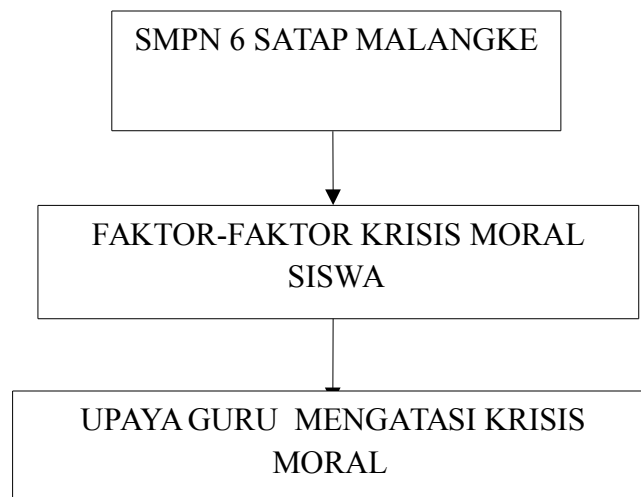 SMPN 6 SATAP MALANGKE
FAKTOR-FAKTOR KRISIS MORAL
SISWA
UPAYA GURU  MENGATASI KRISIS
MORAL